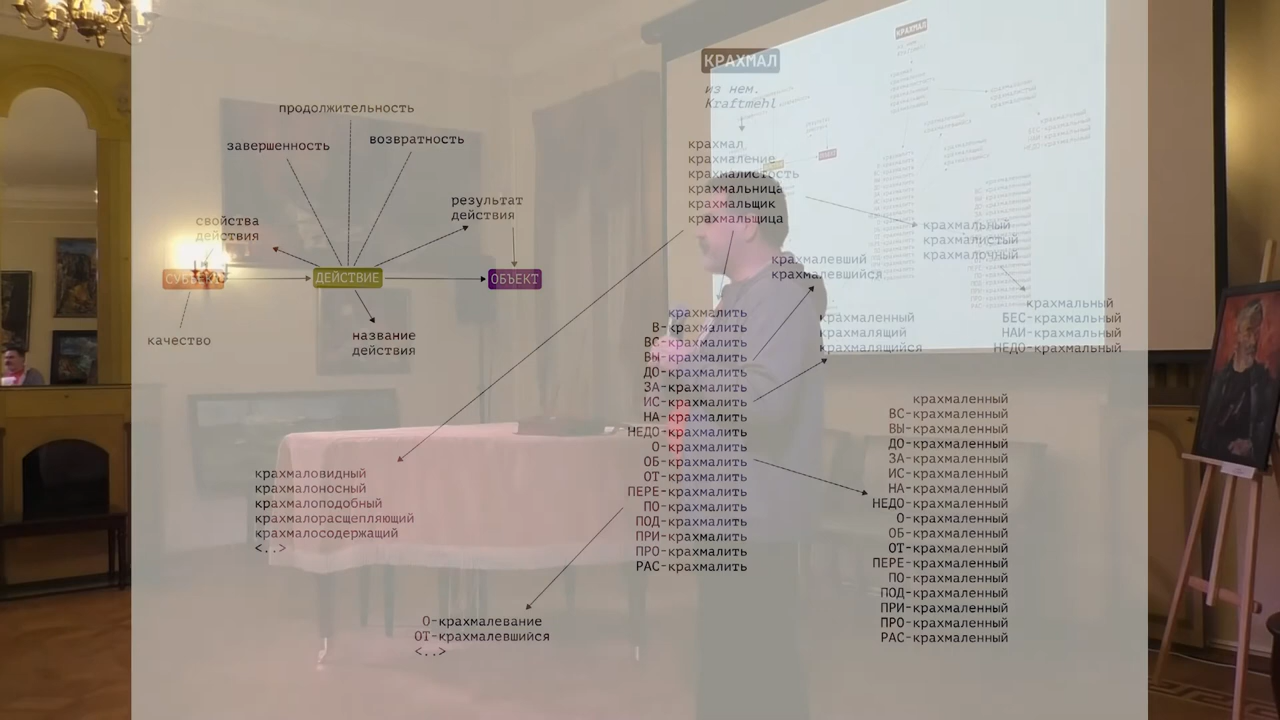 продолжительность
завершенность
возвратность
результат
действия
свойства
действия
СУБЪЕКТ
ДЕЙСТВИЕ
ОБЪЕКТ
качество
название
действия
крахмаловидный
крахмалоносный
крахмалоподобный
крахмалорасщепляющий
крахмалосодержащий
<..>
КРАХМАЛ
из нем.
Kraftmehl
крахмал
крахмаление
крахмалистость
крахмальница
крахмальщик
крахмальщица
крахмальный
крахмалистый
крахмалочный
крахмалевший
крахмалевшийся
крахмаленный
крахмалящий
крахмалящийся
крахмальный
БЕС-крахмальный
НАИ-крахмальный
НЕДО-крахмальный
крахмалить
В-крахмалить
ВС-крахмалить
ВЫ-крахмалить
ДО-крахмалить
ЗА-крахмалить
ИС-крахмалить
НА-крахмалить
НЕДО-крахмалить
О-крахмалить
ОБ-крахмалить
ОТ-крахмалить
ПЕРЕ-крахмалить
ПО-крахмалить
ПОД-крахмалить
ПРИ-крахмалить
ПРО-крахмалить
РАС-крахмалить
крахмаленный
ВС-крахмаленный
ВЫ-крахмаленный
ДО-крахмаленный
ЗА-крахмаленный
ИС-крахмаленный
НА-крахмаленный
НЕДО-крахмаленный
О-крахмаленный
ОБ-крахмаленный
ОТ-крахмаленный
ПЕРЕ-крахмаленный
ПО-крахмаленный
ПОД-крахмаленный
ПРИ-крахмаленный
ПРО-крахмаленный
РАС-крахмаленный
О-крахмалевание
ОТ-крахмалевшийся
<..>
КРАХМАЛ